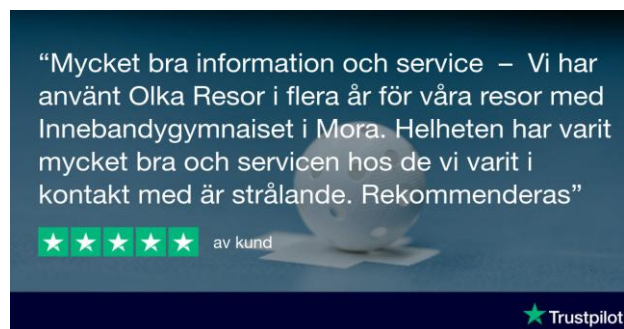 “Mycket bra information och service – Vi har
använt Olka Resor i flera år för våra resor med
Innebandygymnaiset i Mora. Helheten har varit
mycket bra och servicen hos de vi varit i
kontakt med är strålande. Rekommenderas”
av kund
Trustpilot